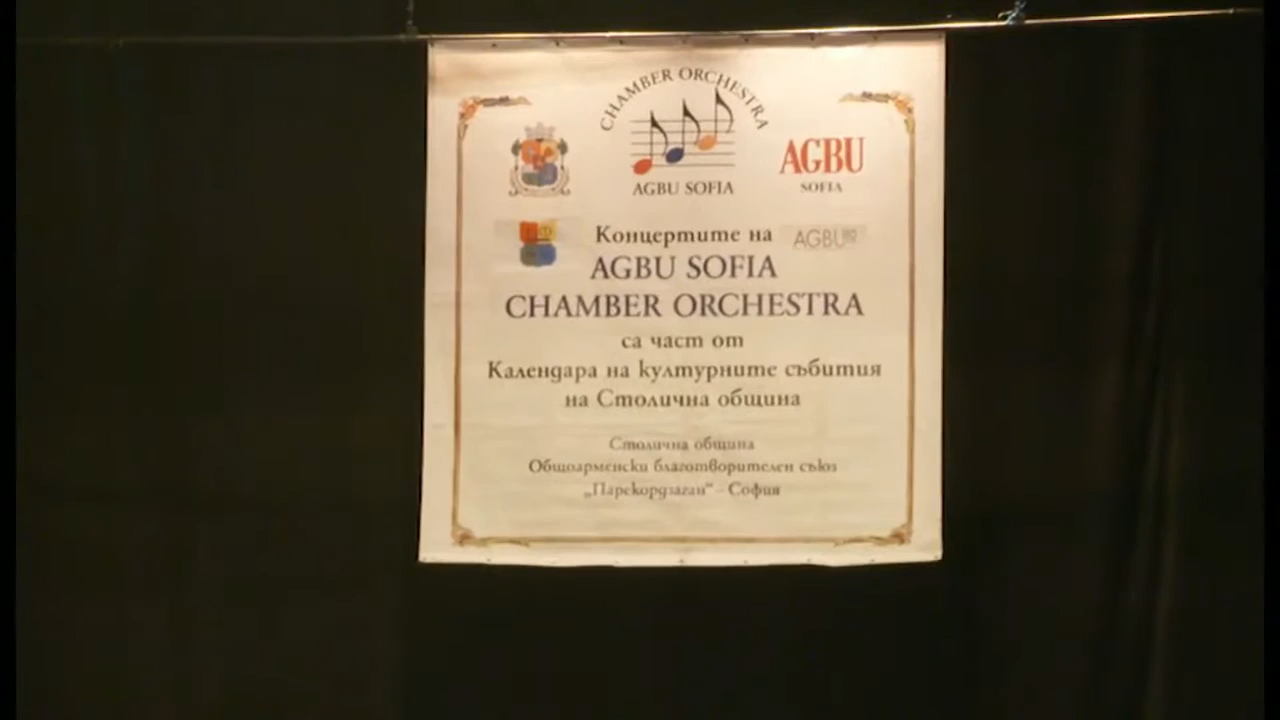 CHAMBER ORCHESTRA
AGBU SOFIA
AGBU
SOFIA
Концертите на
AGBU
AGBU SOFIA
CHAMBER ORCHESTRA
са част от
Календара на културните събития
на Столична община
Столична община
Общоарменски благотворителен съюз
„Парекордзаган“ - София